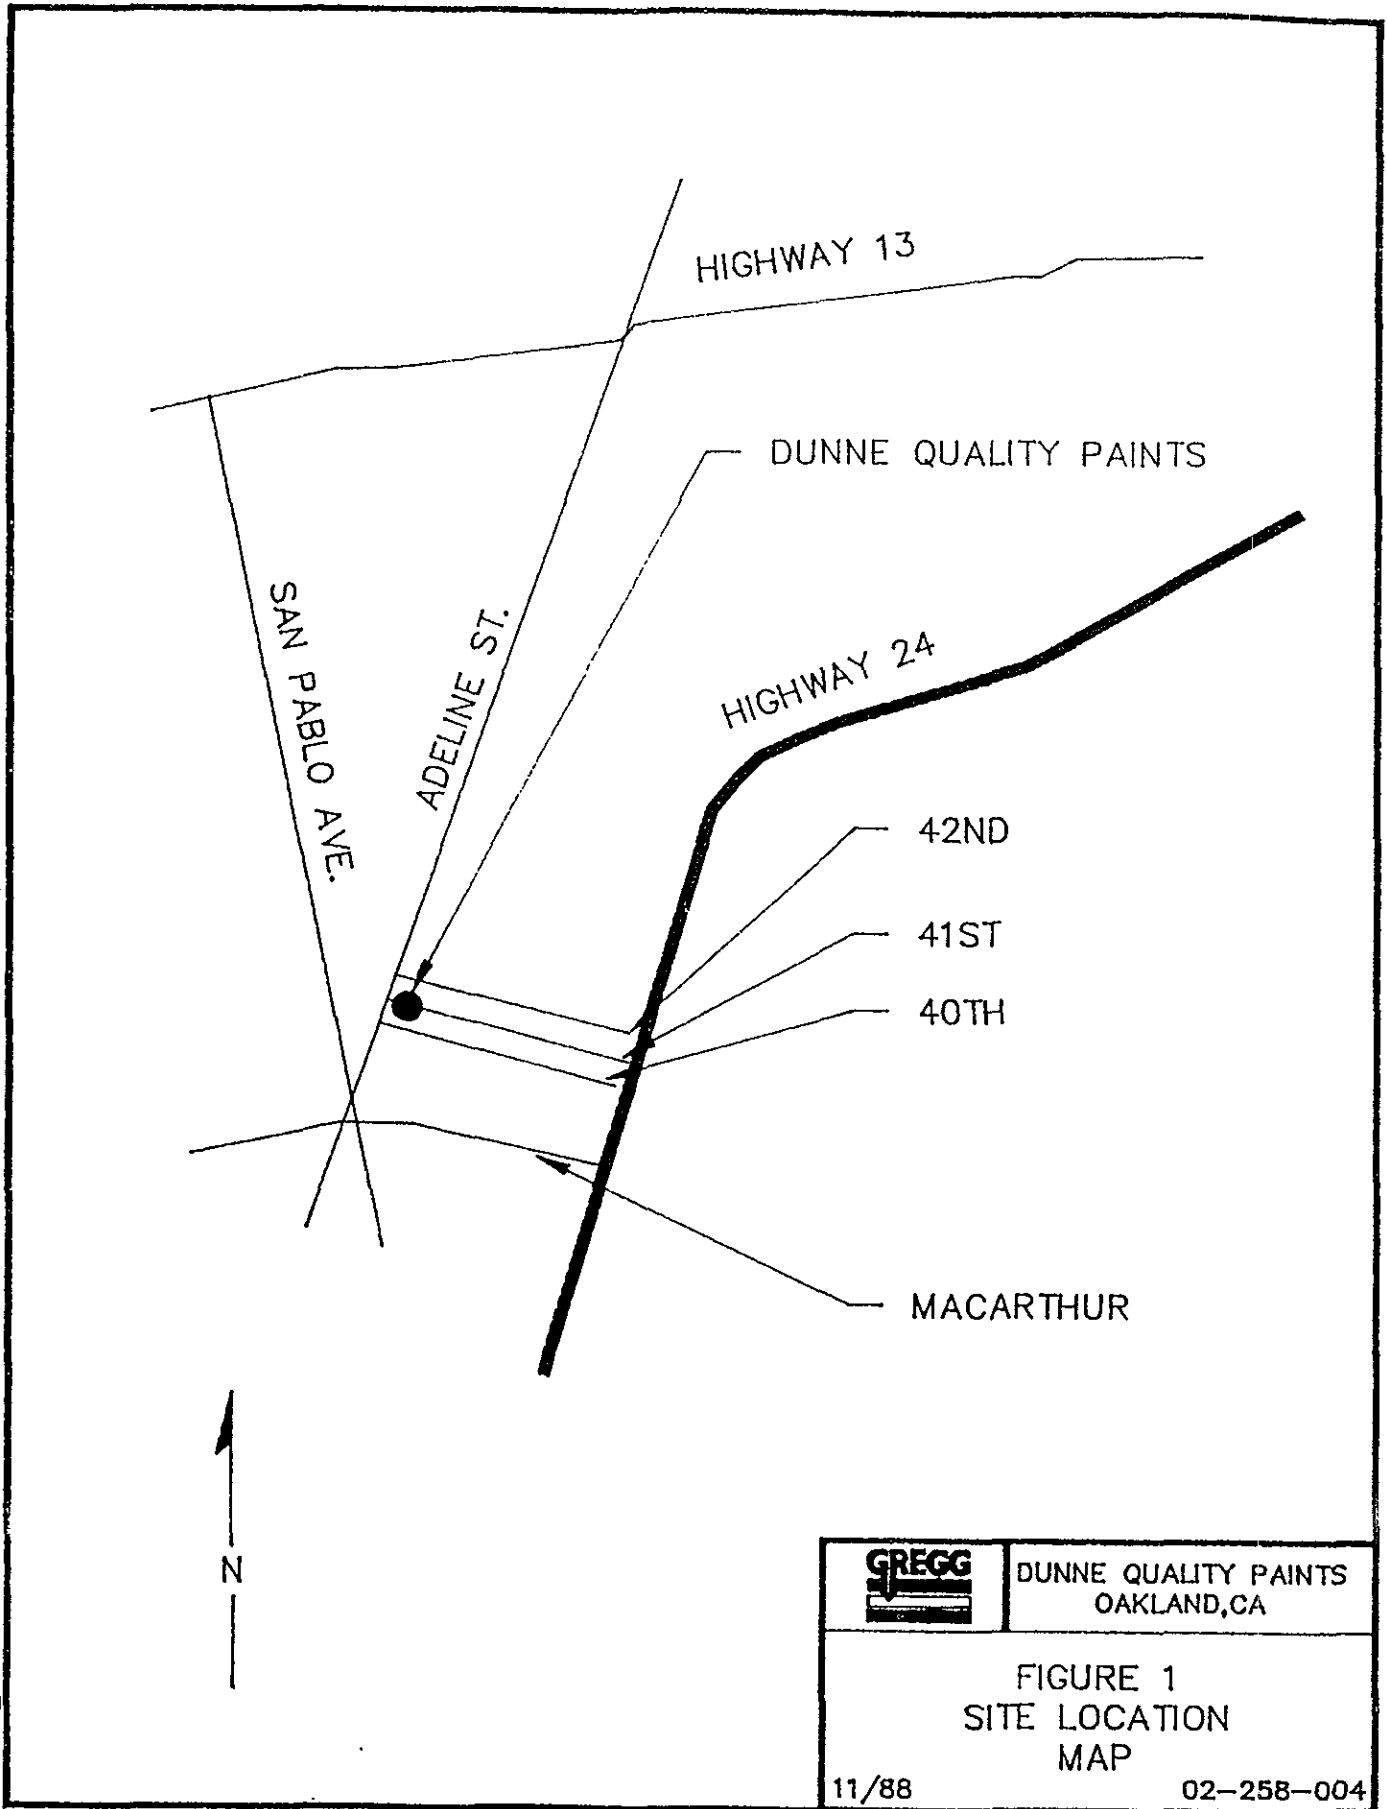 HIGHWAY 13
DUNNE QUALITY PAINTS
SAN PABLO AVE.
ADELINE ST.
HIGHWAY 24
42ND
41ST
40TH
MACARTHUR
N
GREGG
DUNNE QUALITY PAINTS
OAKLAND,CA
FIGURE 1
SITE LOCATION
MAP
11/88
02-258-004